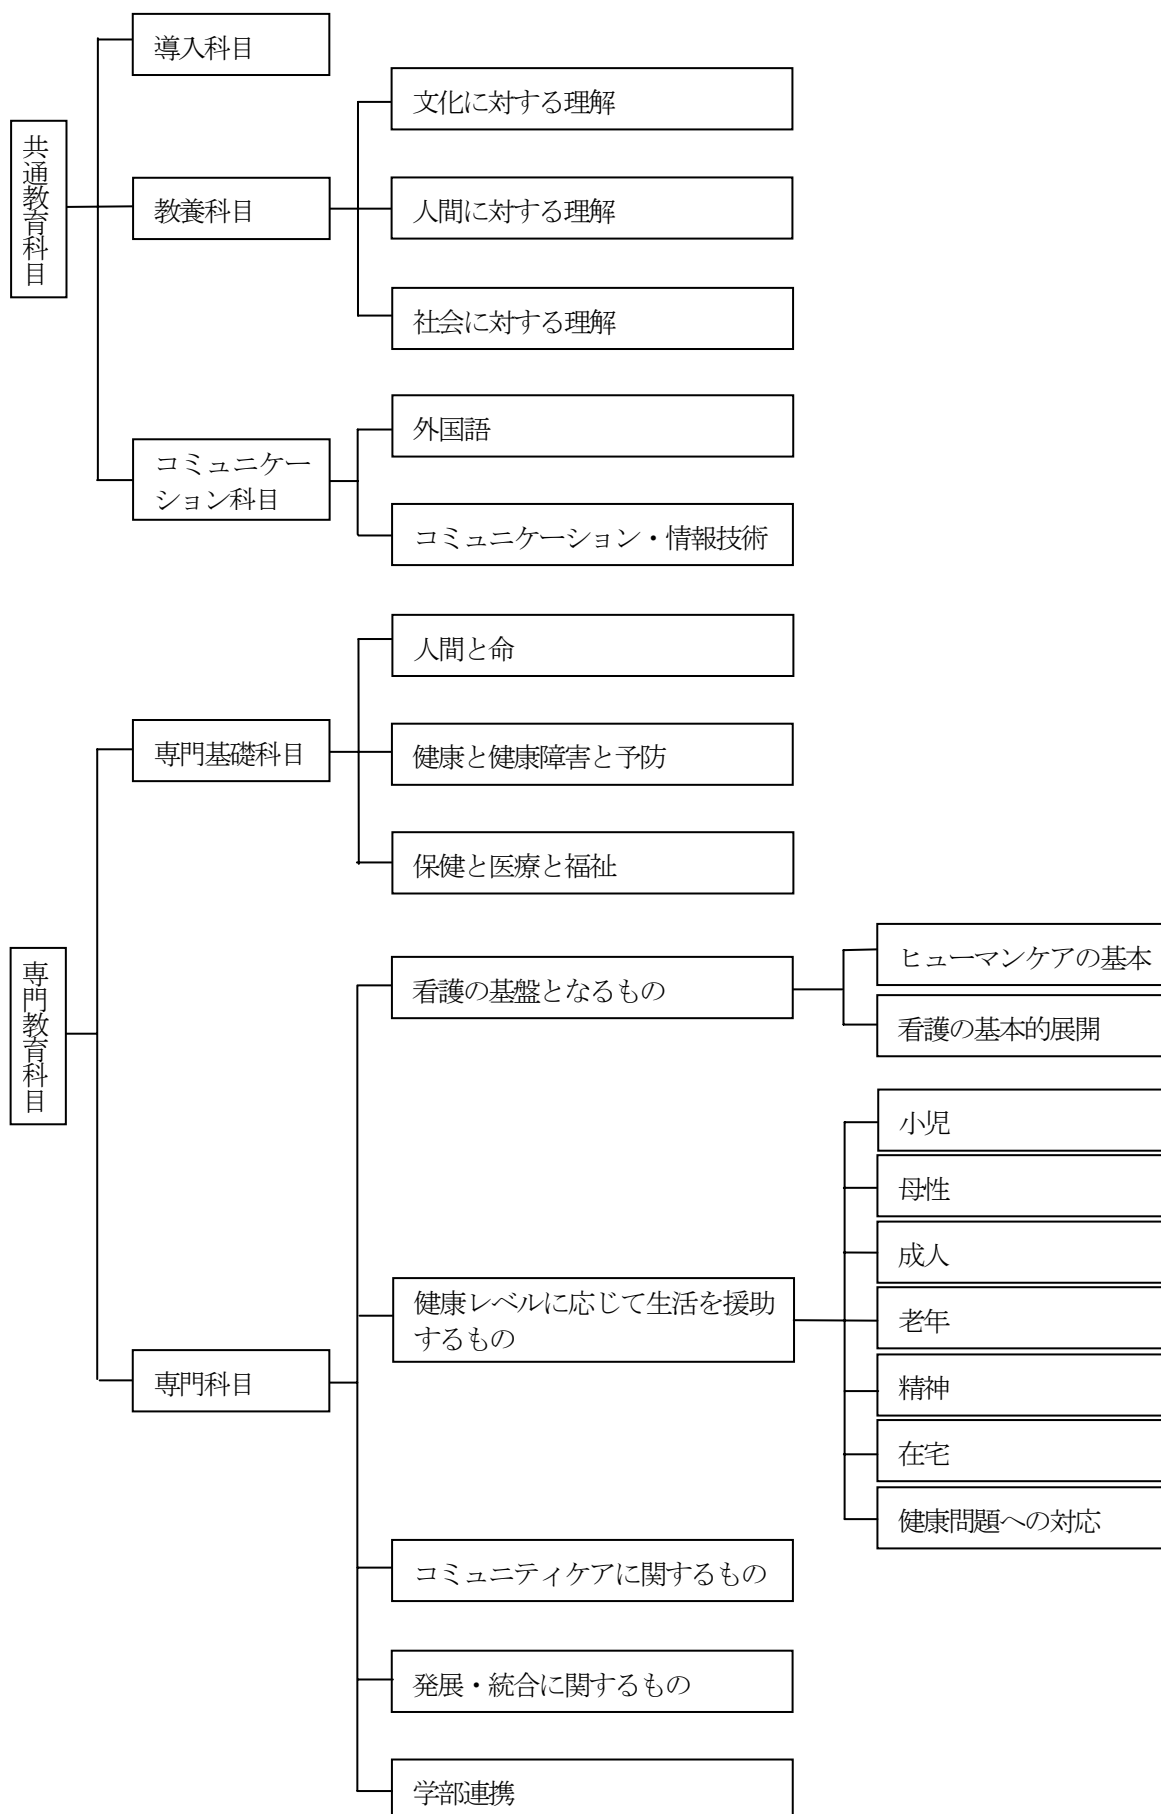 共通教育科目
導入科目
教養科目
文化に対する理解
人間に対する理解
社会に対する理解
コミュニケー
ション科目
外国語
コミュニケーション・情報技術
専門教育科目
専門基礎科目
人間と命
健康と健康障害と予防
保健と医療と福祉
専門科目
看護の基盤となるもの
ヒューマンケアの基本
看護の基本的展開
健康レベルに応じて生活を援助
するもの
小児
母性
成人
老年
精神
在宅
健康問題への対応
コミュニティケアに関するもの
発展・統合に関するもの
学部連携